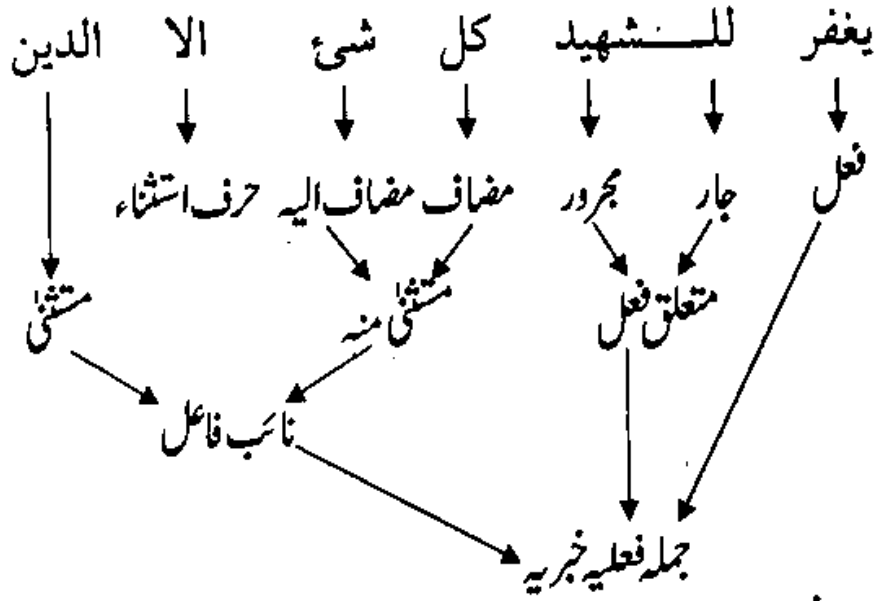 يغفر للشهيد كل شئ الا الدين
فعل جار مجرور مضاف مضاف الیہ حرف استثناء
متعلق فعل مستثنیٰ منہ مستثنیٰ
نائب فاعل
جملہ فعلیہ خبریہ